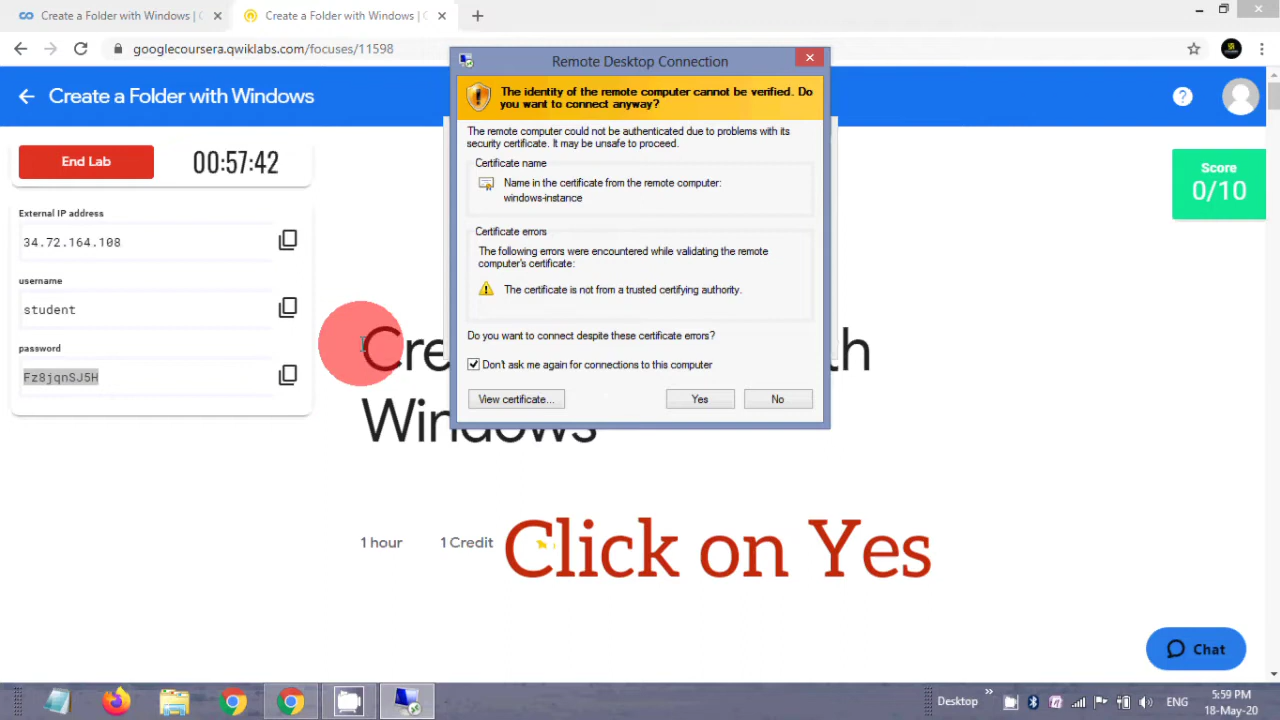 Create a Folder with Windows | C
Create a Folder with Windows |
googlecoursera.qwiklabs.com/focuses/11598
Create a Folder with Windows
End Lab
00:57:42
Score
0/10
External IP address
34.72.164.108
username
student
password
Fz8jqnSJ5H
Remote Desktop Connection
The identity of the remote computer cannot be verified. Do
you want to connect anyway?
The remote computer could not be authenticated due to problems with its
security certificate. It may be unsafe to proceed.
Certificate name
Name in the certificate from the remote computer:
windows-instance
Certificate errors
The following errors were encountered while validating the remote
computer's certificate:
The certificate is not from a trusted certifying authority.
Do you want to connect despite these certificate errors?
Don't ask me again for connections to this computer
View certificate...
Yes
No
Cre th
Windows
1 hour
1 Credit
Click on Yes
Chat
Desktop
ENG
5:59 PM
18-May-20